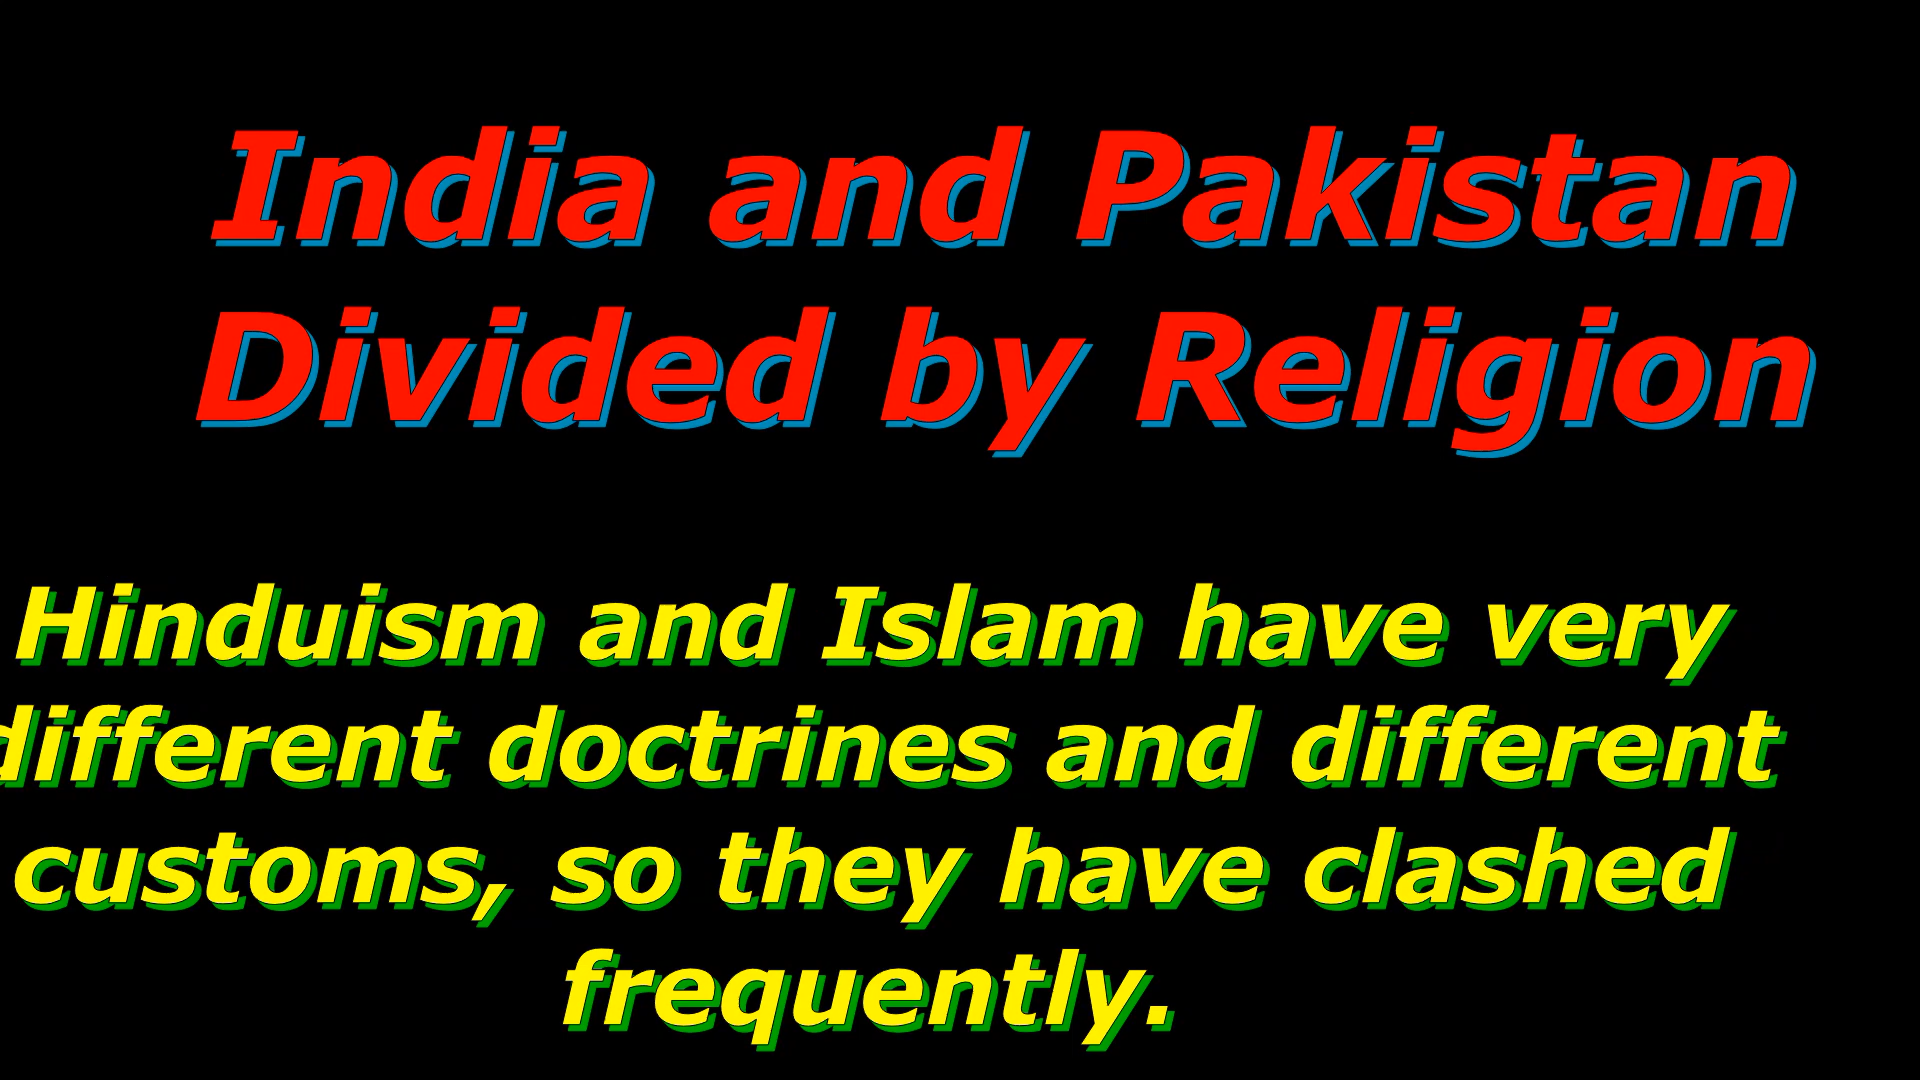 India and Pakistan
Divided by Religion
Hinduism and Islam have very
different doctrines and different
customs, so they have clashed
frequently.